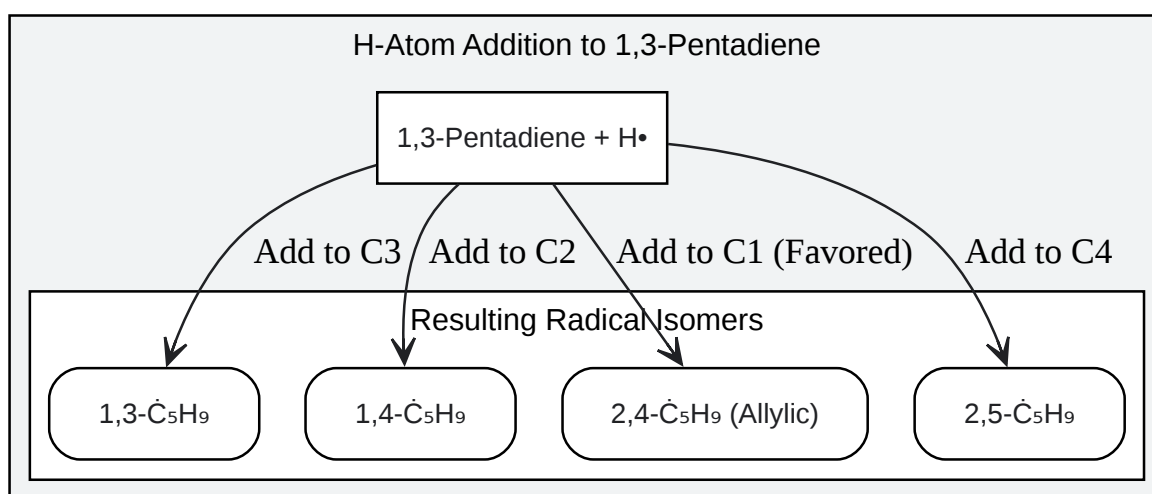 H-Atom Addition to 1,3-Pentadiene
1,3-Pentadiene + H•
Add to C3
Add to C2
Add to C1 (Favored)
Add to C4
Resulting Radical Isomers
1,3-Ċ₅H₉
1,4-Ċ₅H₉
2,4-Ċ₅H₉ (Allylic)
2,5-Ċ₅H₉